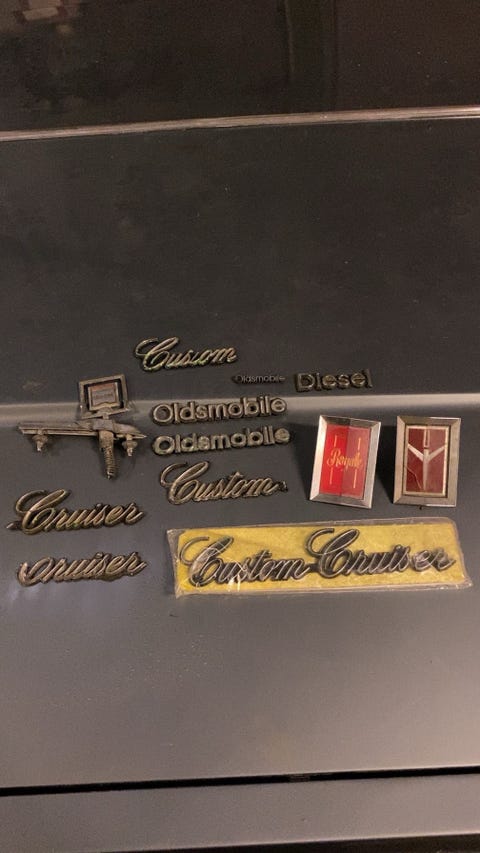 Custom
Oldsmobile Diesel
Oldsmobile
Oldsmobile
Royale
Custom
Cruiser
Custom Cruiser
Cruiser